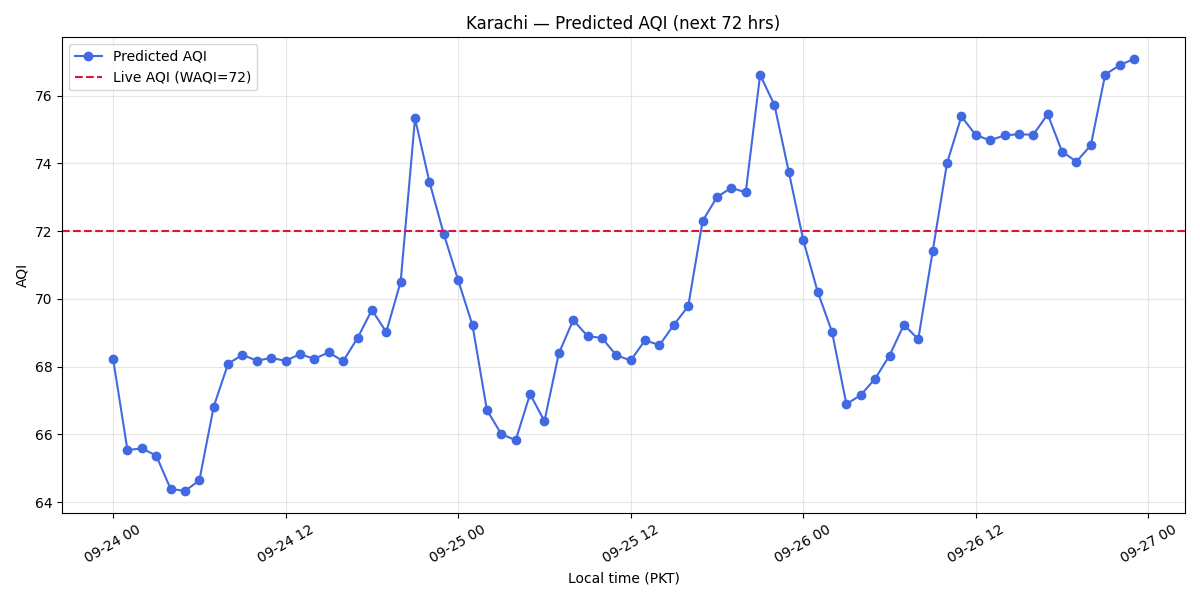 Karachi — Predicted AQI (next 72 hrs)
Predicted AQI
Live AQI (WAQI=72)
AQI
76
74
72
70
68
66
64
09-24 00
09-24 12
09-25 00
09-25 12
09-26 00
09-26 12
09-27 00
Local time (PKT)